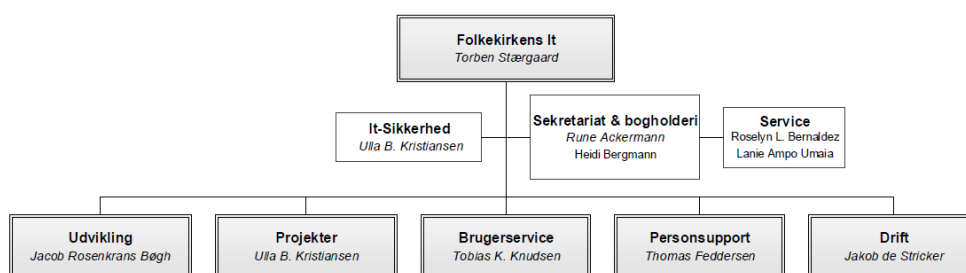 Folkekirkens It
Torben Stærgaard
It-Sikkerhed
Ulla B. Kristiansen
Sekretariat & bogholderi
Rune Ackermann
Heidi Bergmann
Service
Roselyn L. Bernaldez
Lanie Ampo Umaia
Udvikling
Jacob Rosenkrans Bøgh
Projekter
Ulla B. Kristiansen
Brugerservice
Tobias K. Knudsen
Personsupport
Thomas Feddersen
Drift
Jakob de Stricker